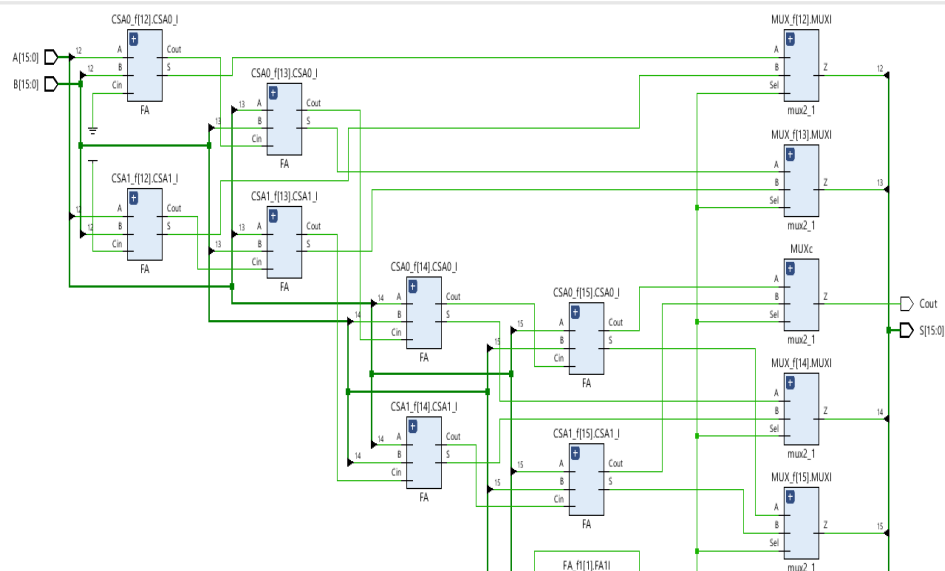 CSA0_f[12].CSA0_I
A
B
Cin
Cout
S
FA
A[15:0]
B[15:0]
12
12
CSA0_f[13].CSA0_I
13
13
A
B
Cin
Cout
S
FA
MUX_f[12].MUXI
A
B
Sel
Z
12
mux2_1
MUX_f[13].MUXI
A
B
Sel
Z
13
mux2_1
CSA1_f[12].CSA1_I
12
12
A
B
Cin
Cout
S
FA
CSA1_f[13].CSA1_I
13
13
A
B
Cin
Cout
S
FA
MUXc
A
B
Sel
Z
mux2_1
Cout
S[15:0]
CSA0_f[14].CSA0_I
14
14
A
B
Cin
Cout
S
FA
CSA0_f[15].CSA0_I
15
15
A
B
Cin
Cout
S
FA
MUX_f[14].MUXI
A
B
Sel
Z
14
mux2_1
CSA1_f[14].CSA1_I
14
14
A
B
Cin
Cout
S
FA
CSA1_f[15].CSA1_I
15
15
A
B
Cin
Cout
S
FA
MUX_f[15].MUXI
A
B
Sel
Z
15
mux2_1
FA_f1[1].FA1I